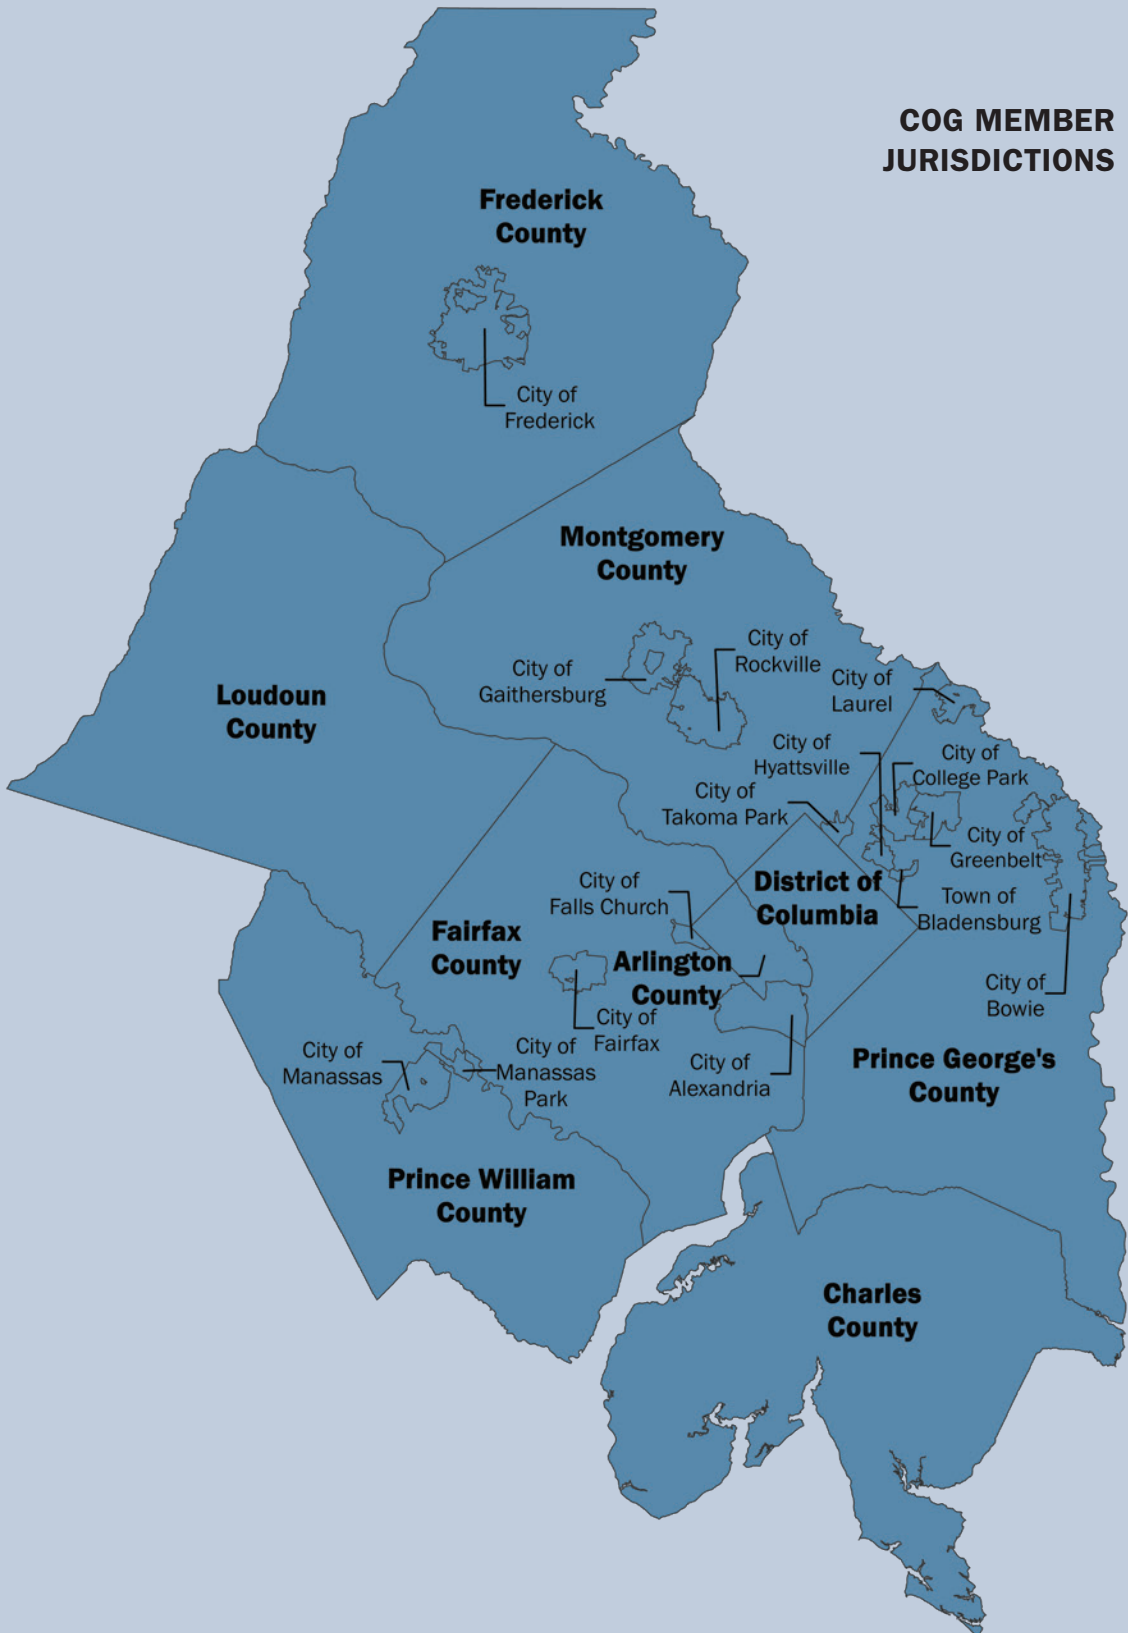 COG MEMBER
JURISDICTIONS
Frederick
County
City of
Frederick
Montgomery
County
City of
Rockville
City of
Gaithersburg
City of
Laurel
Loudoun
County
City of
Hyattsville
City of
College Park
City of
Takoma Park
City of
Greenbelt
District of
Columbia
City of
Falls Church
Town of
Bladensburg
Fairfax
County
Arlington
County
City of
Bowie
City of
Fairfax
City of
Manassas
City of
Manassas
Park
City of
Alexandria
Prince George's
County
Prince William
County
Charles
County